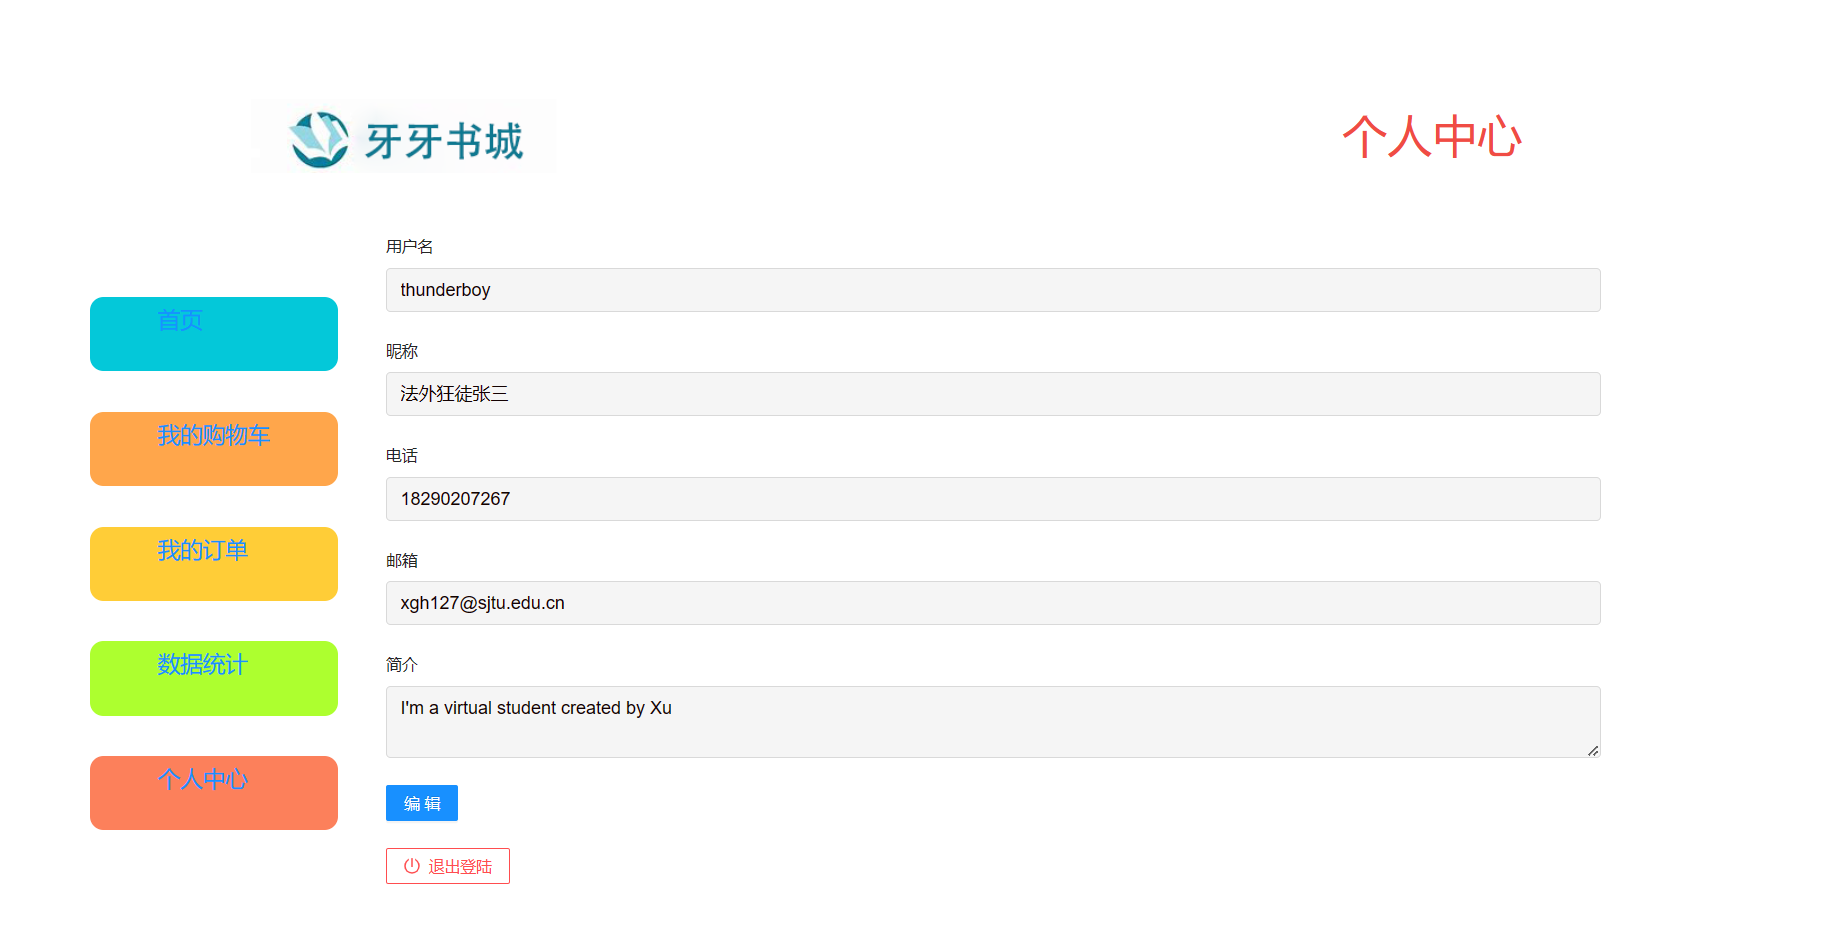 牙牙书城
个人中心
首页
我的购物车
我的订单
数据统计
个人中心
用户名
thunderboy
昵称
法外狂徒张三
电话
18290207267
邮箱
xgh127@sjtu.edu.cn
简介
I'm a virtual student created by Xu
编 辑
退出登陆